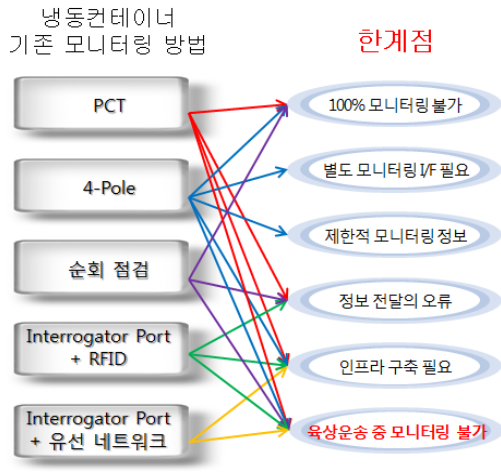 냉동컨테이너
기존 모니터링 방법
한계점
PCT
4-Pole
순회 점검
Interrogator Port
+ RFID
Interrogator Port
+ 유선 네트워크
100% 모니터링 불가
별도 모니터링 I/F 필요
제한적 모니터링 정보
정보 전달의 오류
인프라 구축 필요
육상운송 중 모니터링 불가